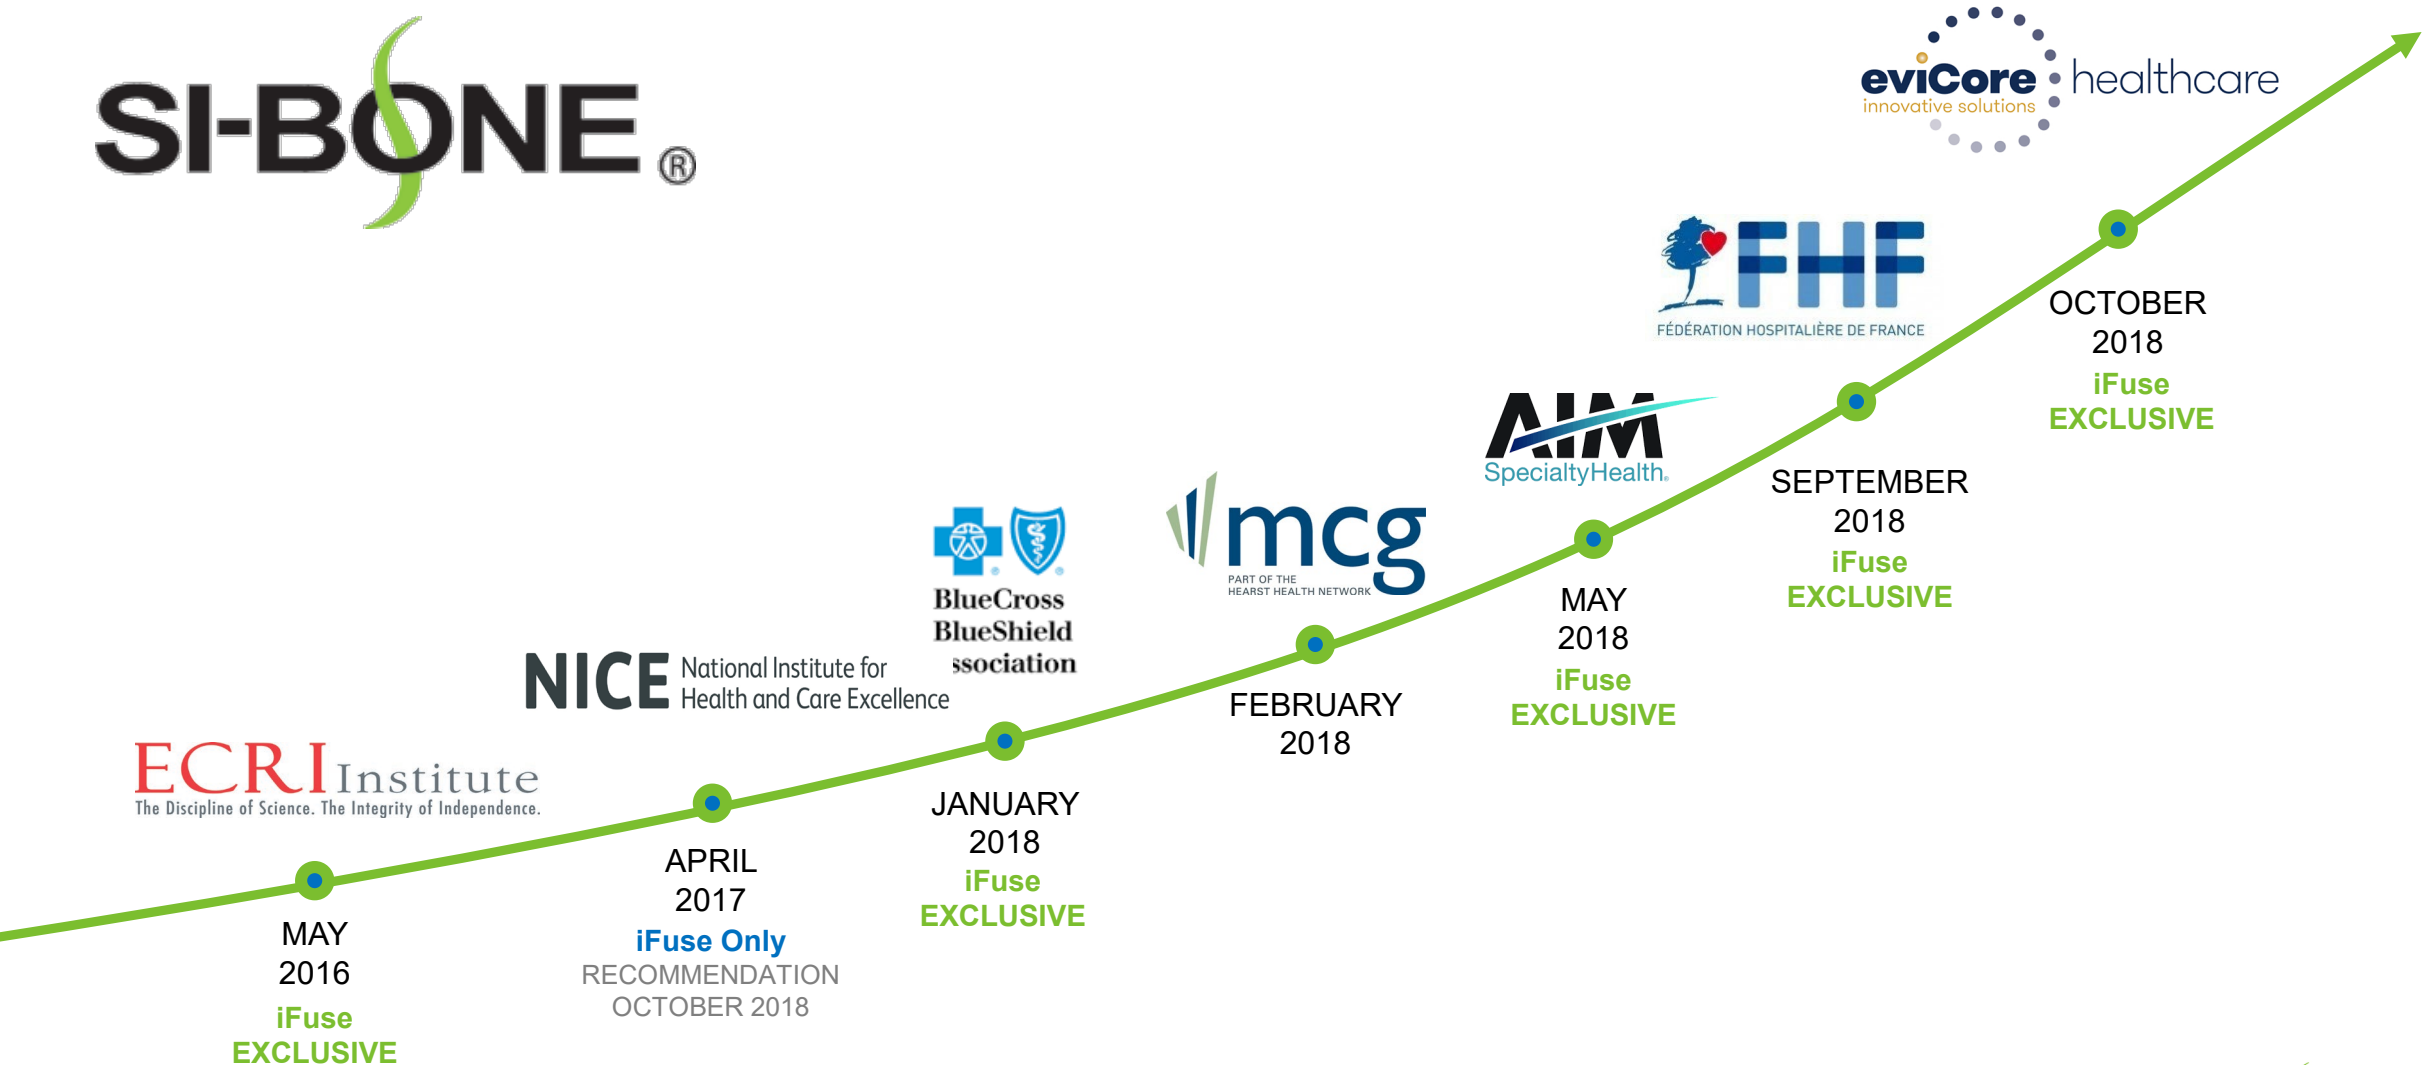 SI-BONE ®
eviCore
innovative solutions
healthcare
FHF
FÉDÉRATION HOSPITALIÈRE DE FRANCE
AIM
SpecialtyHealth®
mcg
PART OF THE
HEARST HEALTH NETWORK
BlueCross
BlueShield
ssociation
NICE
National Institute for
Health and Care Excellence
ECRI Institute
The Discipline of Science. The Integrity of Independence.
MAY
2016
iFuse
EXCLUSIVE
APRIL
2017
iFuse Only
RECOMMENDATION
OCTOBER 2018
JANUARY
2018
iFuse
EXCLUSIVE
FEBRUARY
2018
MAY
2018
iFuse
EXCLUSIVE
SEPTEMBER
2018
iFuse
EXCLUSIVE
OCTOBER
2018
iFuse
EXCLUSIVE